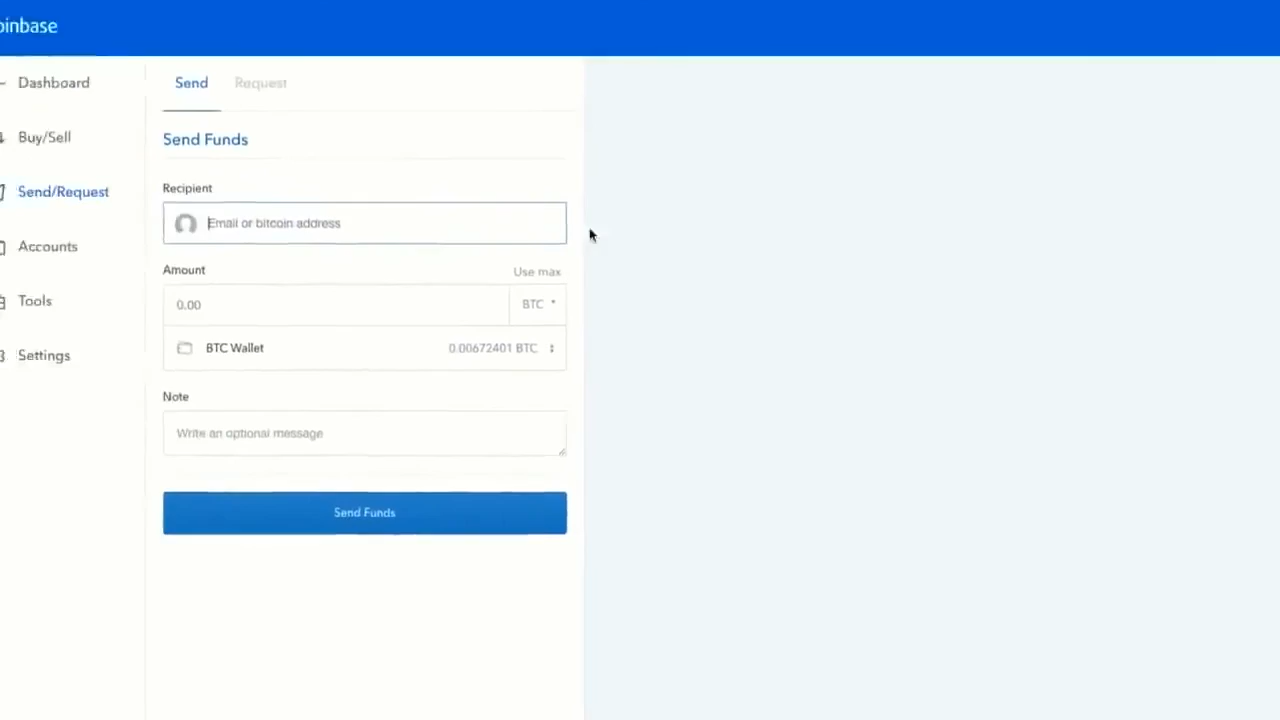 oinbase
Dashboard
Buy/Sell
Send/Request
Accounts
Tools
Settings
Send Request
Send Funds
Recipient
Email or bitcoin address
Amount Use max
0.00 BTC
BTC Wallet 0.00672401 BTC
Note
Write an optional message
Send Funds